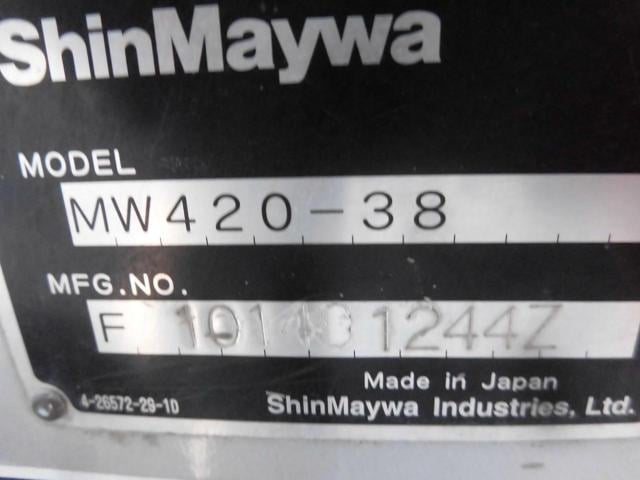 ShinMaywa
MODEL
MW420-38
MFG.NO.
F
Made in Japan
4-26572-29-10
ShinMaywa Industries, Ltd.